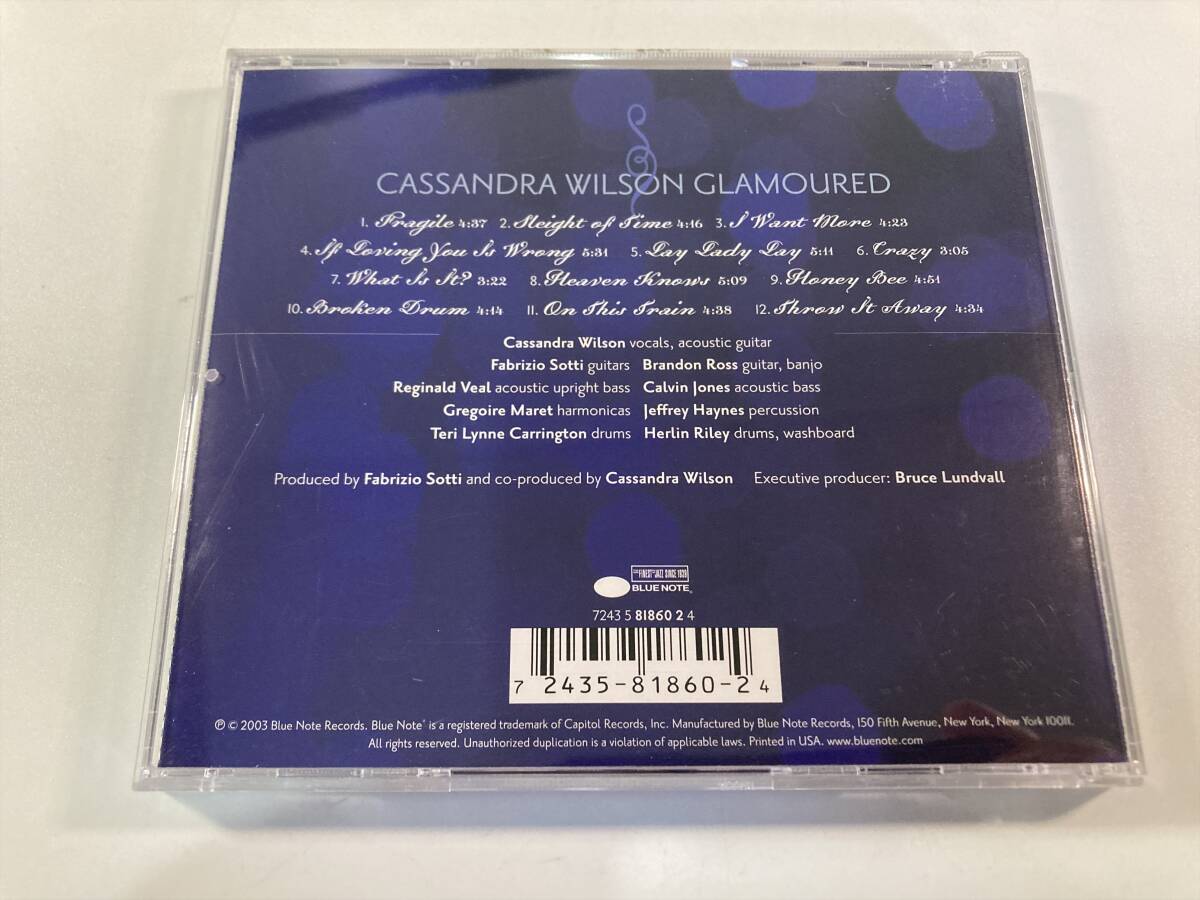 CASSANDRA WILSON GLAMOURED
1. Fragile 4:37 2. Sleight of Time 4:16 3. I Want More 4:23
4. If Loving You Is Wrong 5:31 5. Lay Lady Lay 5:11 6. Crazy 3:05
7. What Is It? 3:22 8. Heaven Knows 5:09 9. Honey Bee 4:51
10. Broken Drum 4:14 11. On This Train 4:38 12. Throw It Away 4:34
Cassandra Wilson vocals, acoustic guitar
Fabrizio Sotti guitars Brandon Ross guitar, banjo
Reginald Veal acoustic upright bass Calvin Jones acoustic bass
Gregoire Maret harmonicas Jeffrey Haynes percussion
Teri Lynne Carrington drums Herlin Riley drums, washboard
Produced by Fabrizio Sotti and co-produced by Cassandra Wilson Executive producer: Bruce Lundvall
THE FINEST IN JAZZ SINCE 1939
BLUE NOTE®
7243 5 81860 2 4
7 2435-81860-2 4
℗ © 2003 Blue Note Records. Blue Note® is a registered trademark of Capitol Records, Inc. Manufactured by Blue Note Records, 150 Fifth Avenue, New York, New York 10011.
All rights reserved. Unauthorized duplication is a violation of applicable laws. Printed in USA. www.bluenote.com